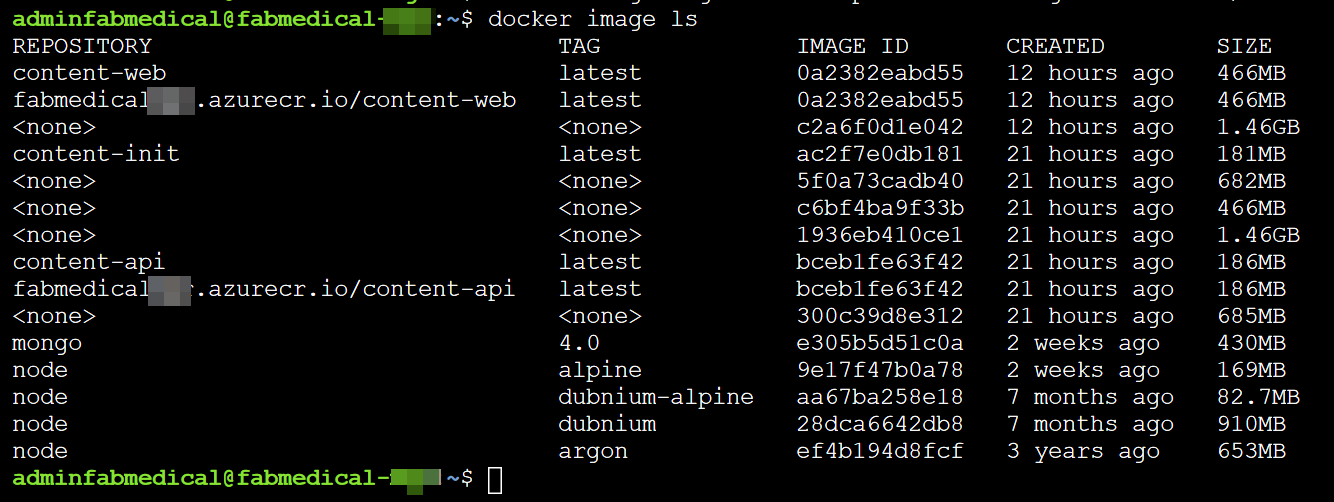 adminfabmedical@fabmedical-:~$ docker image ls
REPOSITORY TAG IMAGE ID CREATED SIZE
content-web latest 0a2382eabd55 12 hours ago 466MB
fabmedical.azurecr.io/content-web latest 0a2382eabd55 12 hours ago 466MB
<none> <none> c2a6f0d1e042 12 hours ago 1.46GB
content-init latest ac2f7e0db181 21 hours ago 181MB
<none> <none> 5f0a73cadb40 21 hours ago 682MB
<none> <none> c6bf4ba9f33b 21 hours ago 466MB
<none> <none> 1936eb410ce1 21 hours ago 1.46GB
content-api latest bceb1fe63f42 21 hours ago 186MB
fabmedical.azurecr.io/content-api latest bceb1fe63f42 21 hours ago 186MB
<none> <none> 300c39d8e312 21 hours ago 685MB
mongo 4.0 e305b5d51c0a 2 weeks ago 430MB
node alpine 9e17f47b0a78 2 weeks ago 169MB
node dubnium-alpine aa67ba258e18 7 months ago 82.7MB
node dubnium 28dca6642db8 7 months ago 910MB
node argon ef4b194d8fcf 3 years ago 653MB
adminfabmedical@fabmedical-~$